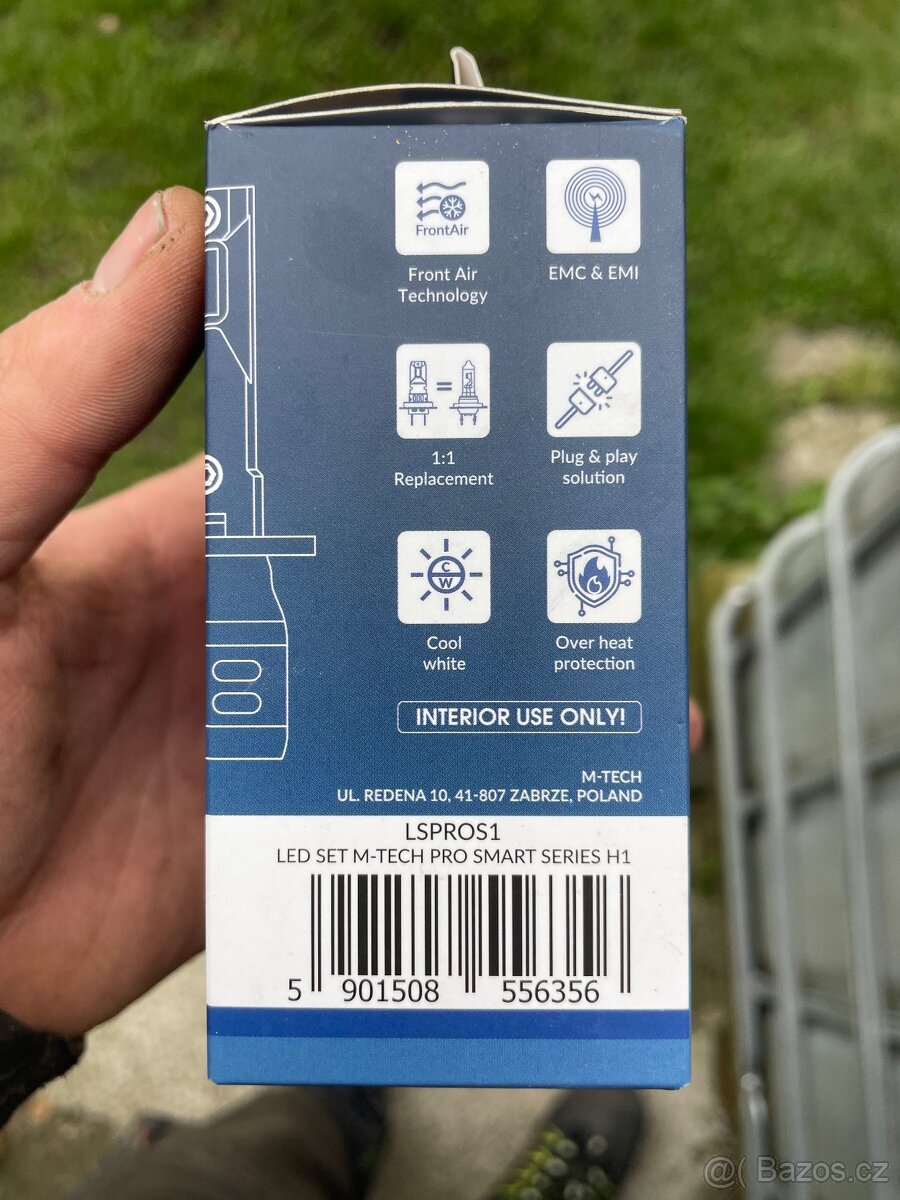 FrontAir
Front Air
Technology
EMC & EMI
1:1
Replacement
Plug & play
solution
C
W
Cool
white
Over heat
protection
INTERIOR USE ONLY!
M-TECH
UL. REDENA 10, 41-807 ZABRZE, POLAND
LSPROS1
LED SET M-TECH PRO SMART SERIES H1
5 901508 556356
@( Bazos.cz